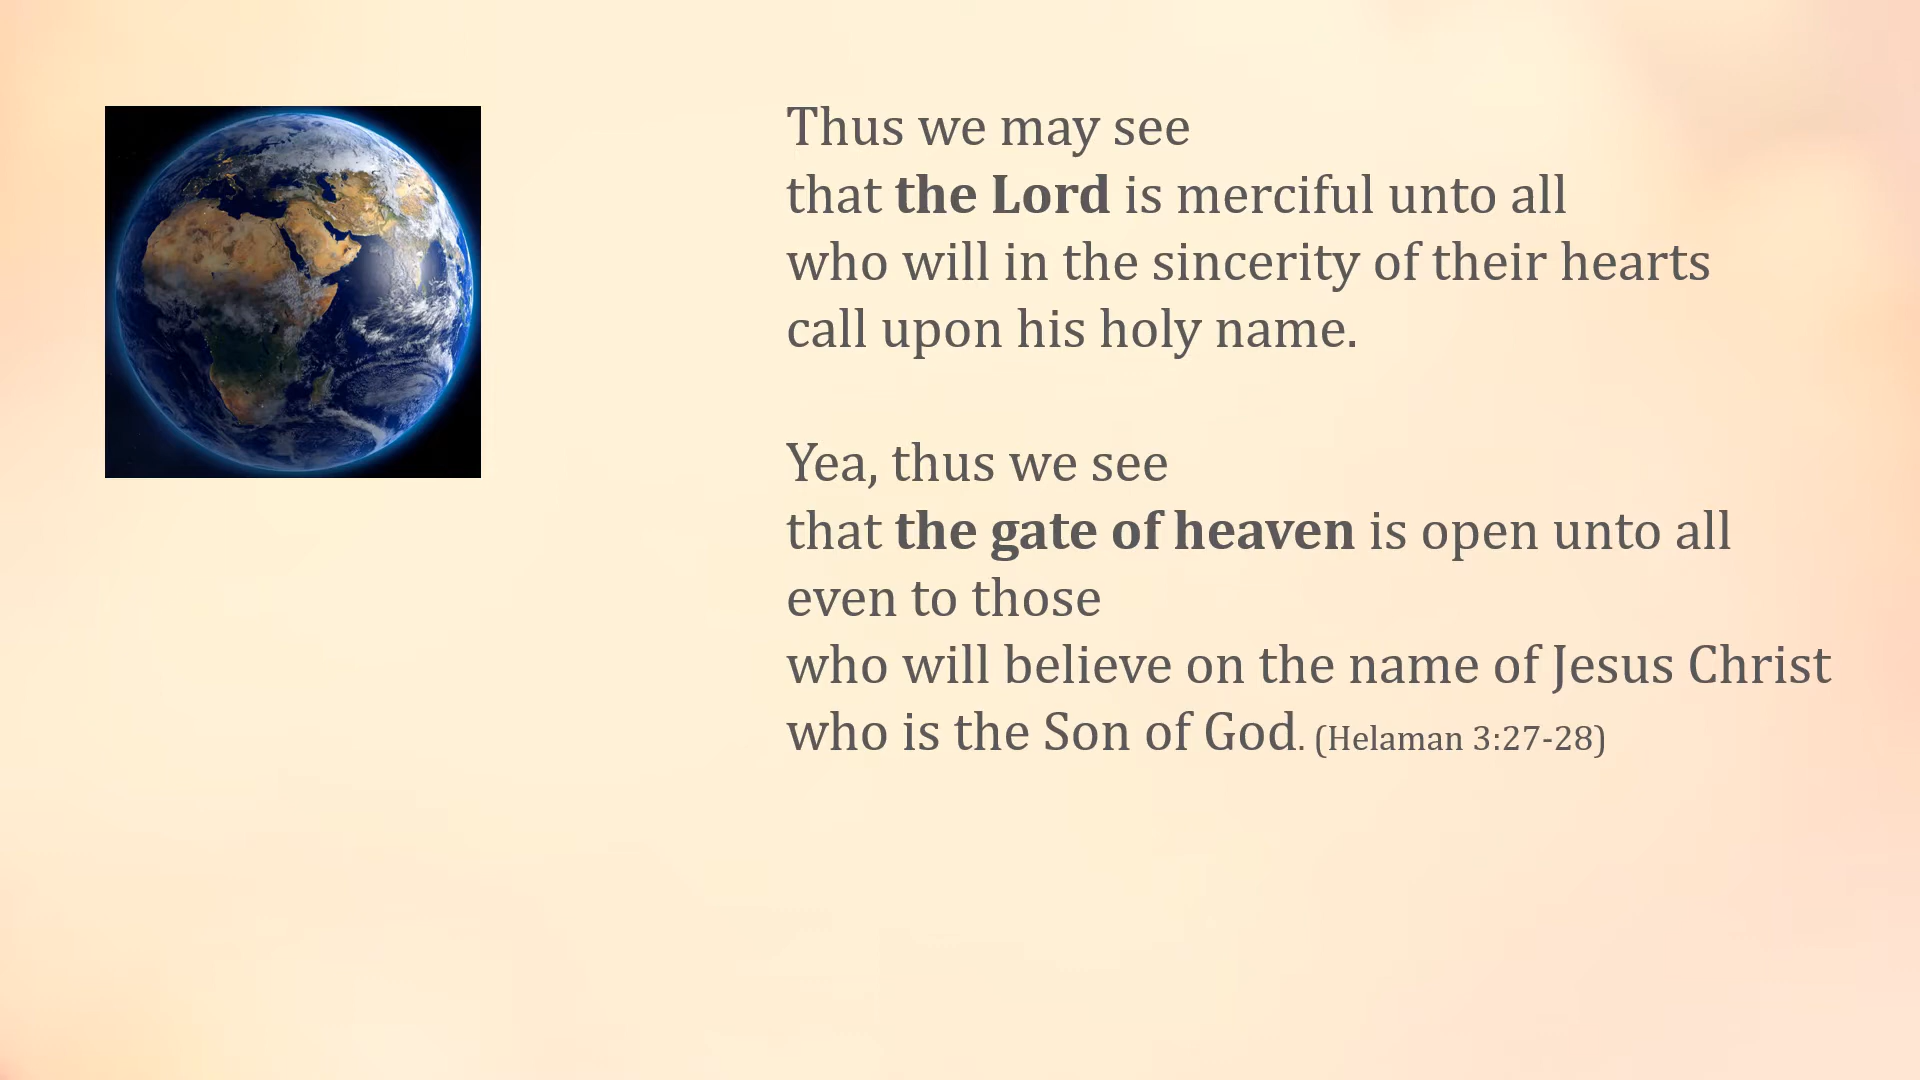 Thus we may see
that the Lord is merciful unto all
who will in the sincerity of their hearts
call upon his holy name.
Yea, thus we see
that the gate of heaven is open unto all
even to those
who will believe on the name of Jesus Christ
who is the Son of God. (Helaman 3:27-28)